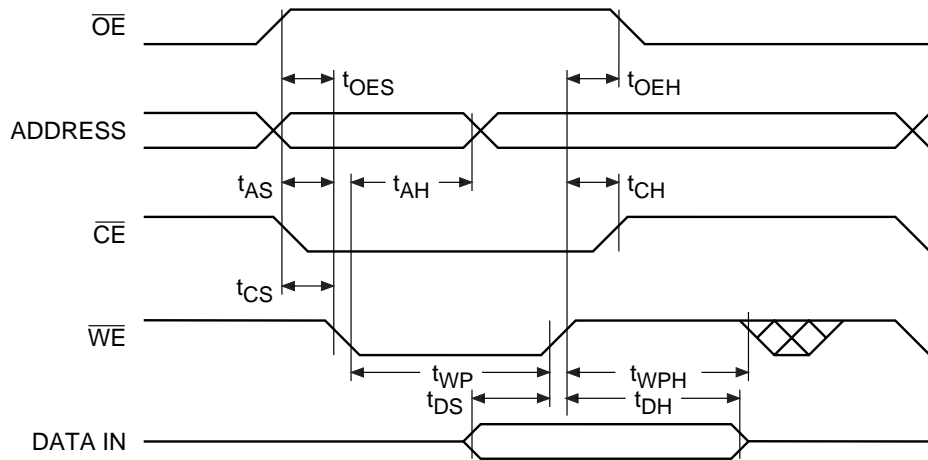 OE
tOES
tOEH
ADDRESS
tAS
tAH
tCH
CE
tCS
WE
tWP
tWPH
tDS
tDH
DATA IN